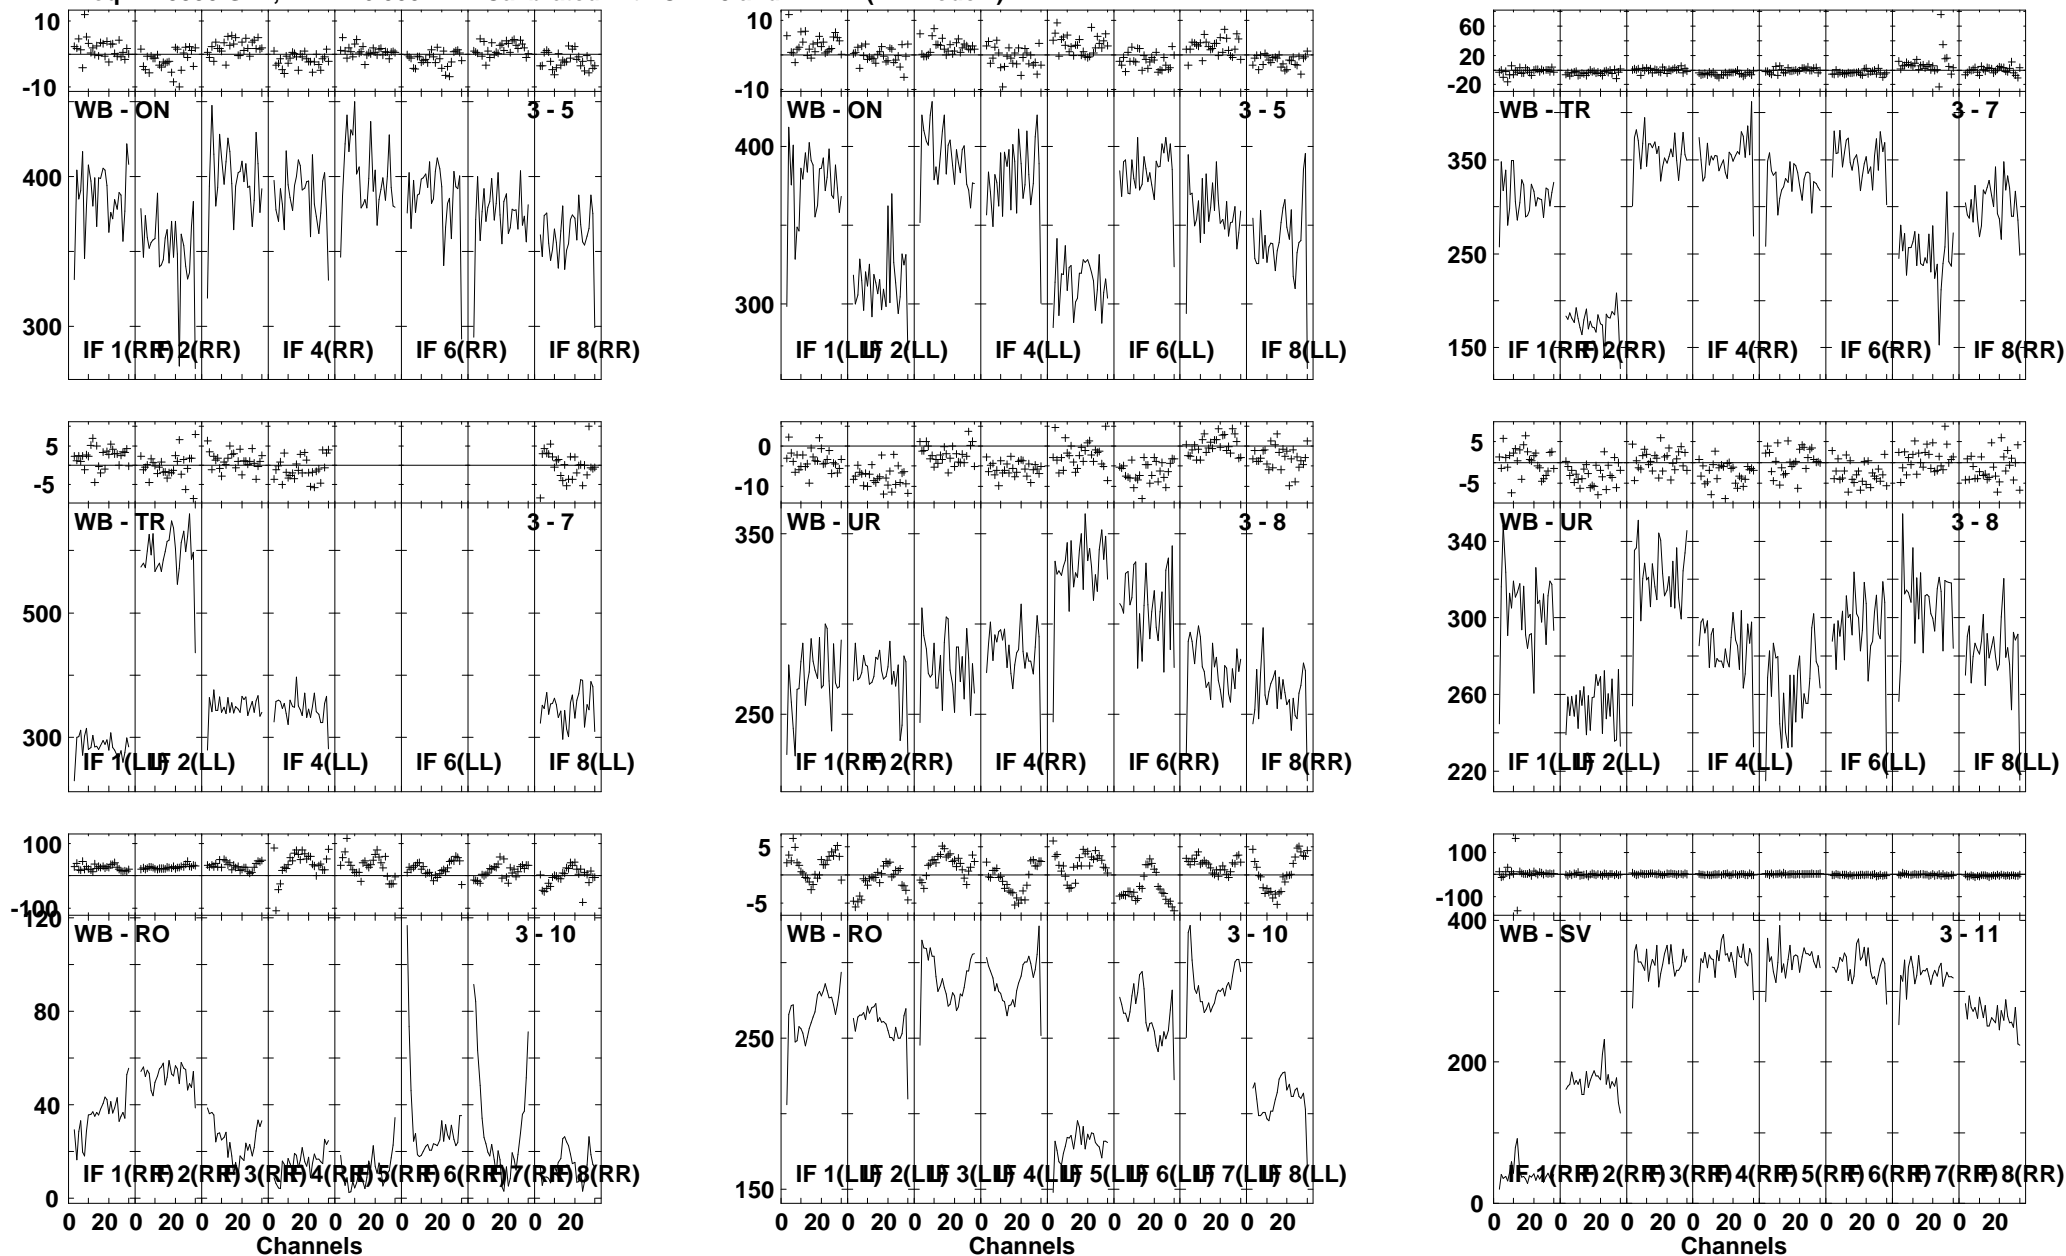 10 10 60
20
-10 -10 -20
WB - ON 3 - 5 WB - ON 3 - 5 WB - TR 3 - 7
400 400 350
250
300 300 150
IF 1(RR) IF 2(RR) IF 4(RR) IF 6(RR) IF 8(RR) IF 1(LL) IF 2(LL) IF 4(LL) IF 6(LL) IF 8(LL) IF 1(RR) IF 2(RR) IF 4(RR) IF 6(RR) IF 8(RR)
5 0 5
-5 -10 -5
WB - TR 3 - 7 WB - UR 3 - 8 WB - UR 3 - 8
350 340
500 300
260
300 250 220
IF 1(LL) IF 2(LL) IF 4(LL) IF 6(LL) IF 8(LL) IF 1(RR) IF 2(RR) IF 4(RR) IF 6(RR) IF 8(RR) IF 1(LL) IF 2(LL) IF 4(LL) IF 6(LL) IF 8(LL)
100 5 100
-100 -5 -100
120 400
WB - RO 3 - 10 WB - RO 3 - 10 WB - SV 3 - 11
80 250 200
40
IF 1(RR) IF 2(RR) IF 3(RR) IF 4(RR) IF 5(RR) IF 6(RR) IF 7(RR) IF 8(RR) IF 1(LL) IF 2(LL) IF 3(LL) IF 4(LL) IF 5(LL) IF 6(LL) IF 7(LL) IF 8(LL) IF 1(RR) IF 2(RR) IF 3(RR) IF 4(RR) IF 5(RR) IF 6(RR) IF 7(RR) IF 8(RR)
0 150 0
0 20 0 20 0 20 0 20 0 20 0 20 0 20 0 20 0 20 0 20 0 20 0 20 0 20 0 20 0 20 0 20 0 20 0 20 0 20 0 20 0 20 0 20 0 20 0 20
Channels Channels